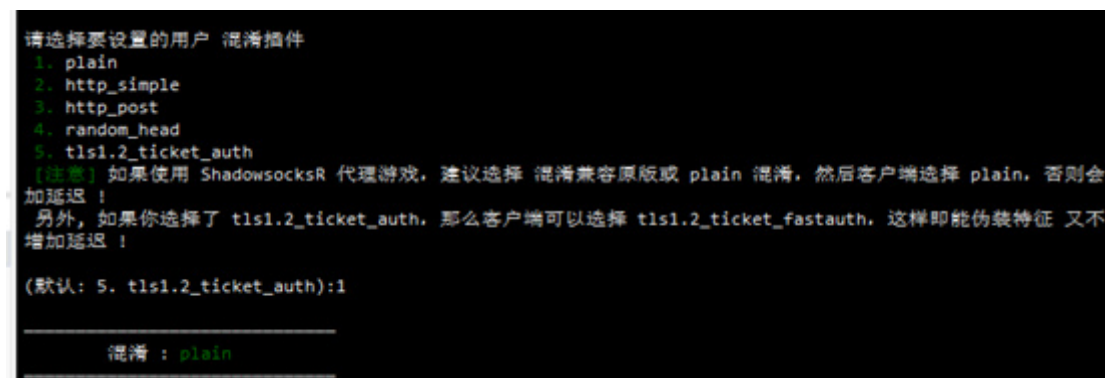 请选择要设置的用户 混淆插件
1. plain
2. http_simple
3. http_post
4. random_head
5. tls1.2_ticket_auth
[注意] 如果使用 ShadowsocksR 代理游戏，建议选择 混淆兼容原版或 plain 混淆，然后客户端选择 plain，否则会
加延迟 !
另外, 如果你选择了 tls1.2_ticket_auth，那么客户端可以选择 tls1.2_ticket_fastauth，这样即能伪装特征 又不
增加延迟 !
(默认: 5. tls1.2_ticket_auth):1
混淆 : plain